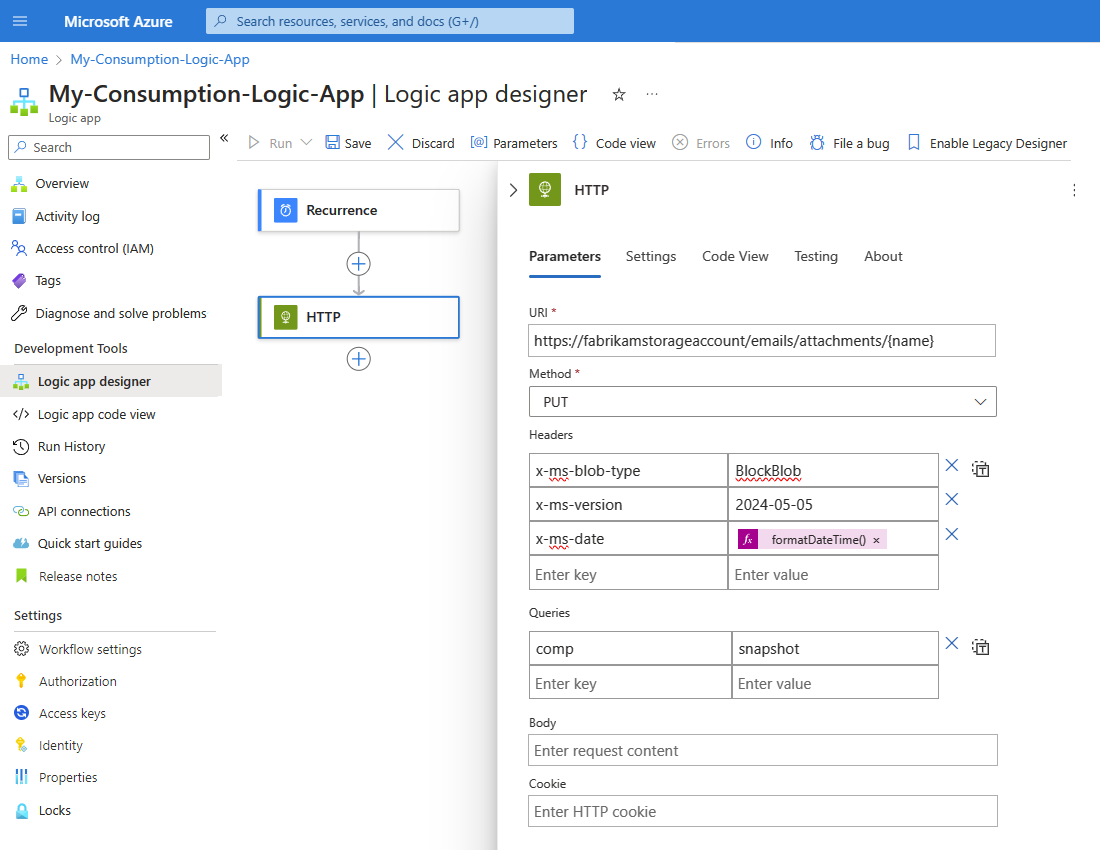 Microsoft Azure
Search resources, services, and docs (G+/)
Home > My-Consumption-Logic-App
My-Consumption-Logic-App | Logic app designer
Logic app
Search
Overview
Activity log
Access control (IAM)
Tags
Diagnose and solve problems
Development Tools
Logic app designer
Logic app code view
Run History
Versions
API connections
Quick start guides
Release notes
Settings
Workflow settings
Authorization
Access keys
Identity
Properties
Locks
Run Save Discard Parameters Code view Errors Info File a bug Enable Legacy Designer
Recurrence
HTTP
HTTP
Parameters Settings Code View Testing About
URI *
https://fabrikamstorageaccount/emails/attachments/{name}
Method *
PUT
Headers
x-ms-blob-type BlockBlob
x-ms-version 2024-05-05
x-ms-date fx formatDateTime() ×
Enter key Enter value
Queries
comp snapshot
Enter key Enter value
Body
Enter request content
Cookie
Enter HTTP cookie